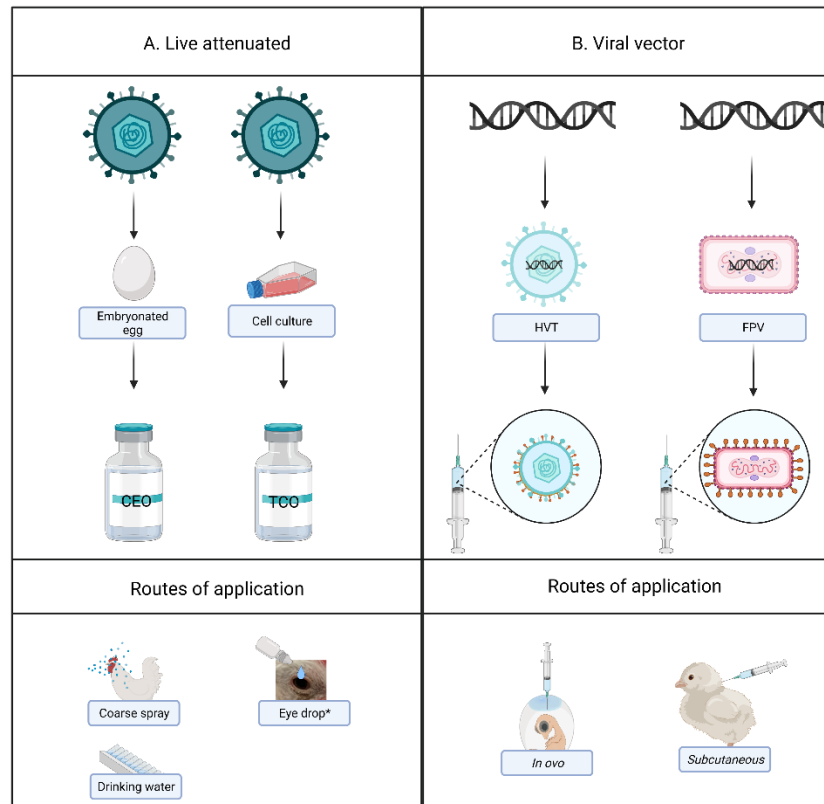 A. Live attenuated
B. Viral vector
Embryonated
egg
Cell culture
HVT
FPV
CEO
TCO
Routes of application
Routes of application
Coarse spray
Eye drop*
Drinking water
In ovo
Subcutaneous